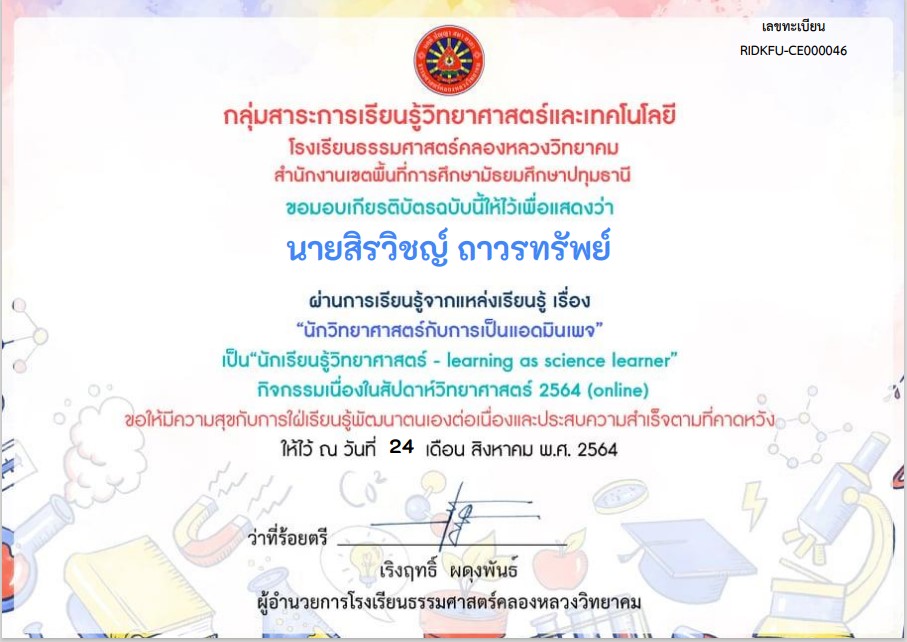 เลขทะเบียน
RIDKFU-CE000046
กลุ่มสาระการเรียนรู้วิทยาศาสตร์และเทคโนโลยี
โรงเรียนธรรมศาสตร์คลองหลวงวิทยาคม
สำนักงานเขตพื้นที่การศึกษามัธยมศึกษาปทุมธานี
ขอมอบเกียรติบัตรฉบับนี้ให้ไว้เพื่อแสดงว่า
นายสิรวิชญ์ ถาวรทรัพย์
ผ่านการเรียนรู้จากแหล่งเรียนรู้ เรื่อง
“นักวิทยาศาสตร์กับการเป็นแอดมินเพจ”
เป็น“นักเรียนรู้วิทยาศาสตร์ - learning as science learner”
กิจกรรมเนื่องในสัปดาห์วิทยาศาสตร์ 2564 (online)
ขอให้มีความสุขกับการใฝ่เรียนรู้พัฒนาตนเองต่อเนื่องและประสบความสำเร็จตามที่คาดหวัง
ให้ไว้ ณ วันที่ 24 เดือน สิงหาคม พ.ศ. 2564
CO2
ว่าที่ร้อยตรี
เริงฤทธิ์ ผดุงพันธ์
ผู้อำนวยการโรงเรียนธรรมศาสตร์คลองหลวงวิทยาคม